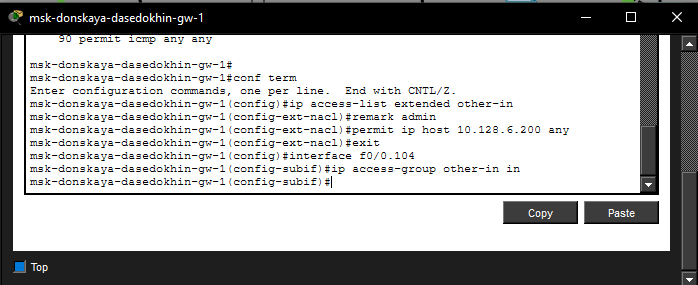 msk-donskaya-dasedokhin-gw-1
90 permit icmp any any
msk-donskaya-dasedokhin-gw-1#
msk-donskaya-dasedokhin-gw-1#conf term
Enter configuration commands, one per line.  End with CNTL/Z.
msk-donskaya-dasedokhin-gw-1(config)#ip access-list extended other-in
msk-donskaya-dasedokhin-gw-1(config-ext-nacl)#remark admin
msk-donskaya-dasedokhin-gw-1(config-ext-nacl)#permit ip host 10.128.6.200 any
msk-donskaya-dasedokhin-gw-1(config-ext-nacl)#exit
msk-donskaya-dasedokhin-gw-1(config)#interface f0/0.104
msk-donskaya-dasedokhin-gw-1(config-subif)#ip access-group other-in in
msk-donskaya-dasedokhin-gw-1(config-subif)#
Copy Paste
Top